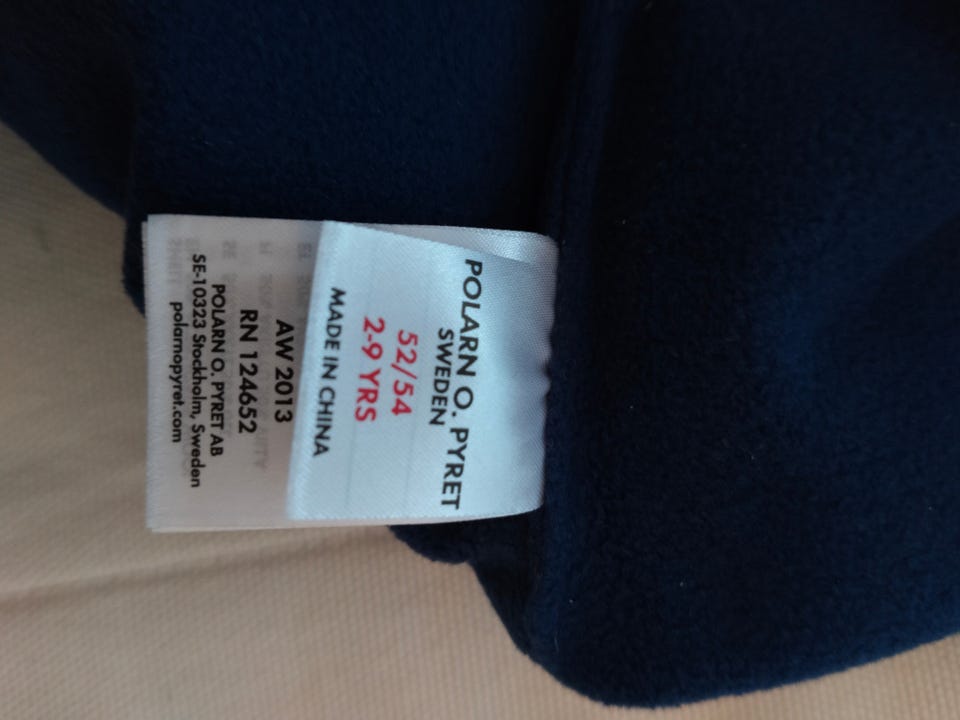 POLARN O. PYRET
SWEDEN
52/54
2-9 YRS
MADE IN CHINA
AW 2013
RN 124652
POLARN O. PYRET AB
SE-10323 Stockholm, Sweden
polarnopyret.com